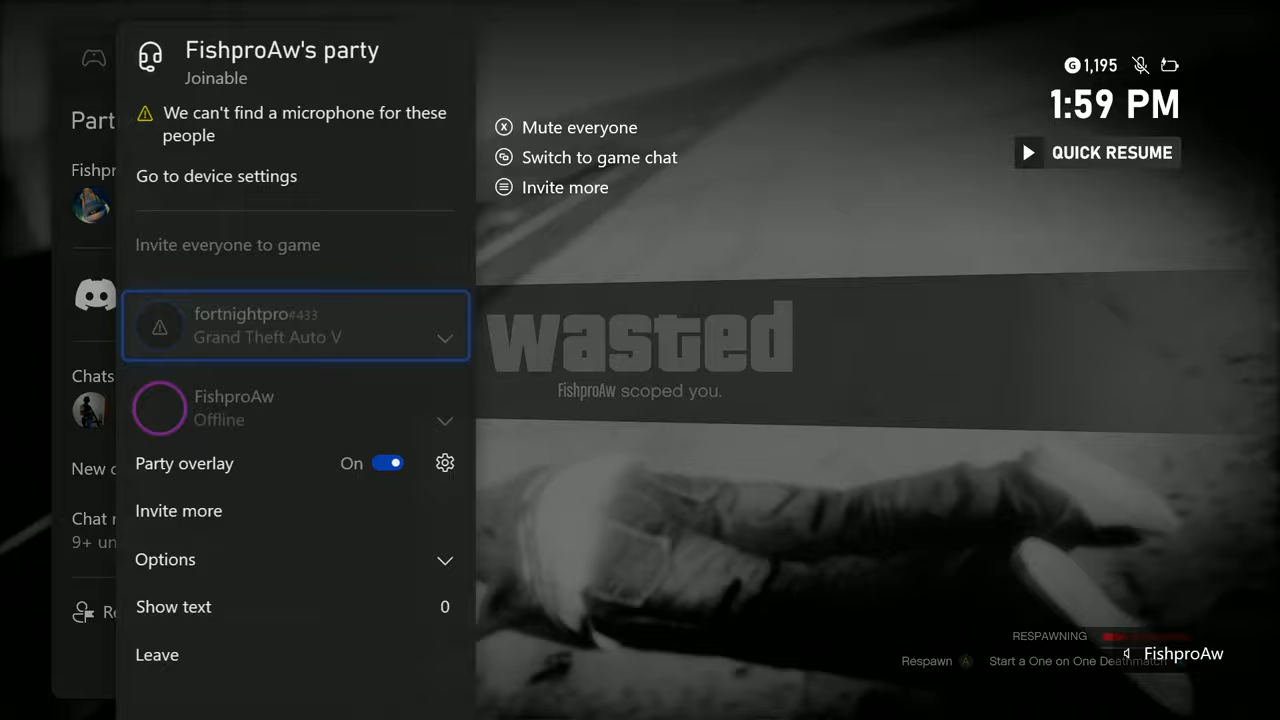 FishproAw's party
Joinable
We can't find a microphone for these
people
Go to device settings
Invite everyone to game
fortnightpro#433
Grand Theft Auto V
FishproAw
Offline
Party overlay On
Invite more
Options
Show text 0
Leave
Part
Fishpr
Chats
New c
Chat r
9+ un
Re
Mute everyone
Switch to game chat
Invite more
G 1,195
1:59 PM
QUICK RESUME
wasted
FishproAw scoped you.
RESPAWNING
Respawn A Start a One on One Deathmatch
FishproAw